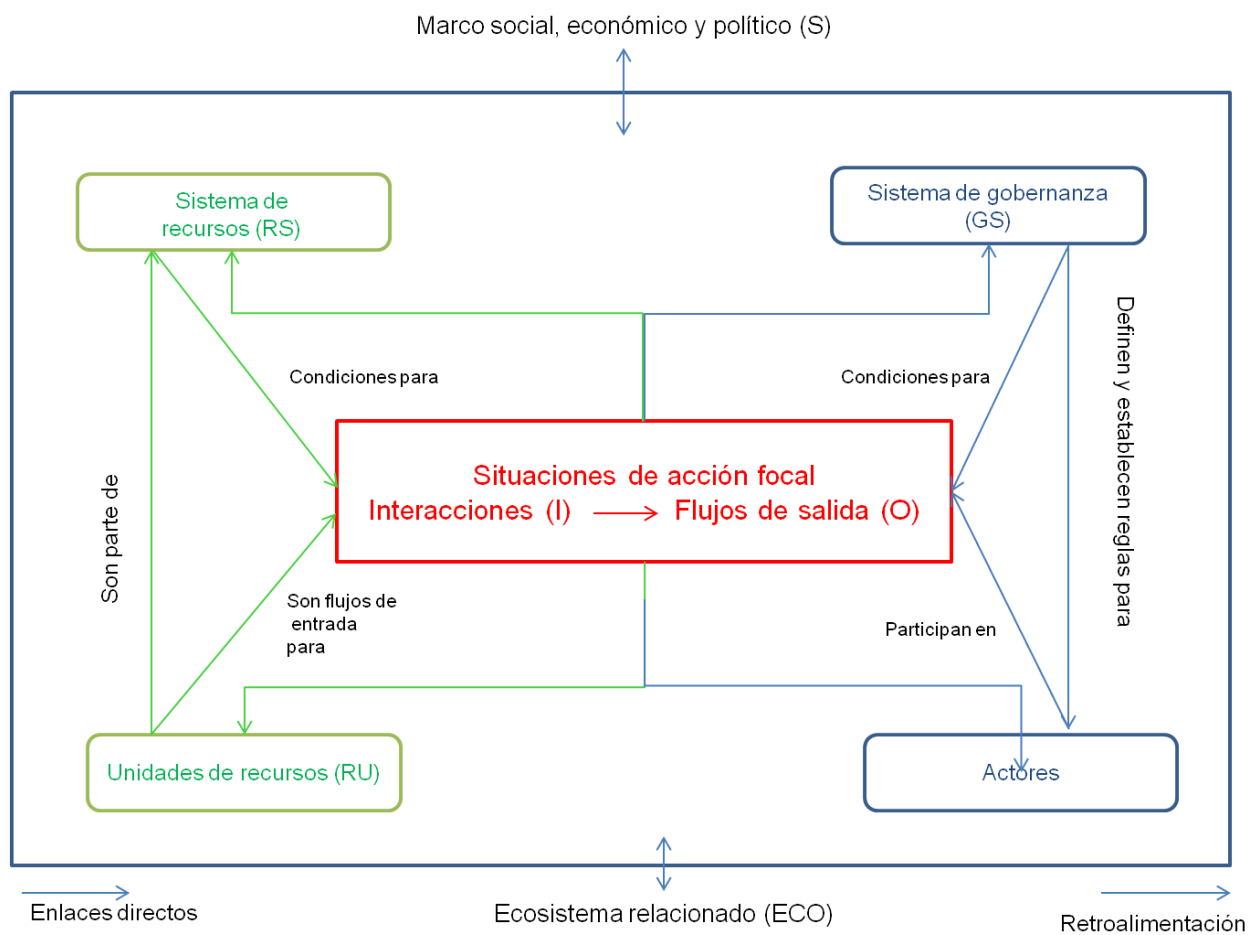 Marco social, económico y político (S)
Sistema de
recursos (RS)
Sistema de gobernanza
(GS)
Condiciones para
Condiciones para
Definen y establecen reglas para
Situaciones de acción focal
Interacciones (I) → Flujos de salida (O)
Son parte de
Son flujos de
entrada
para
Participan en
Unidades de recursos (RU)
Actores
Enlaces directos
Ecosistema relacionado (ECO)
Retroalimentación